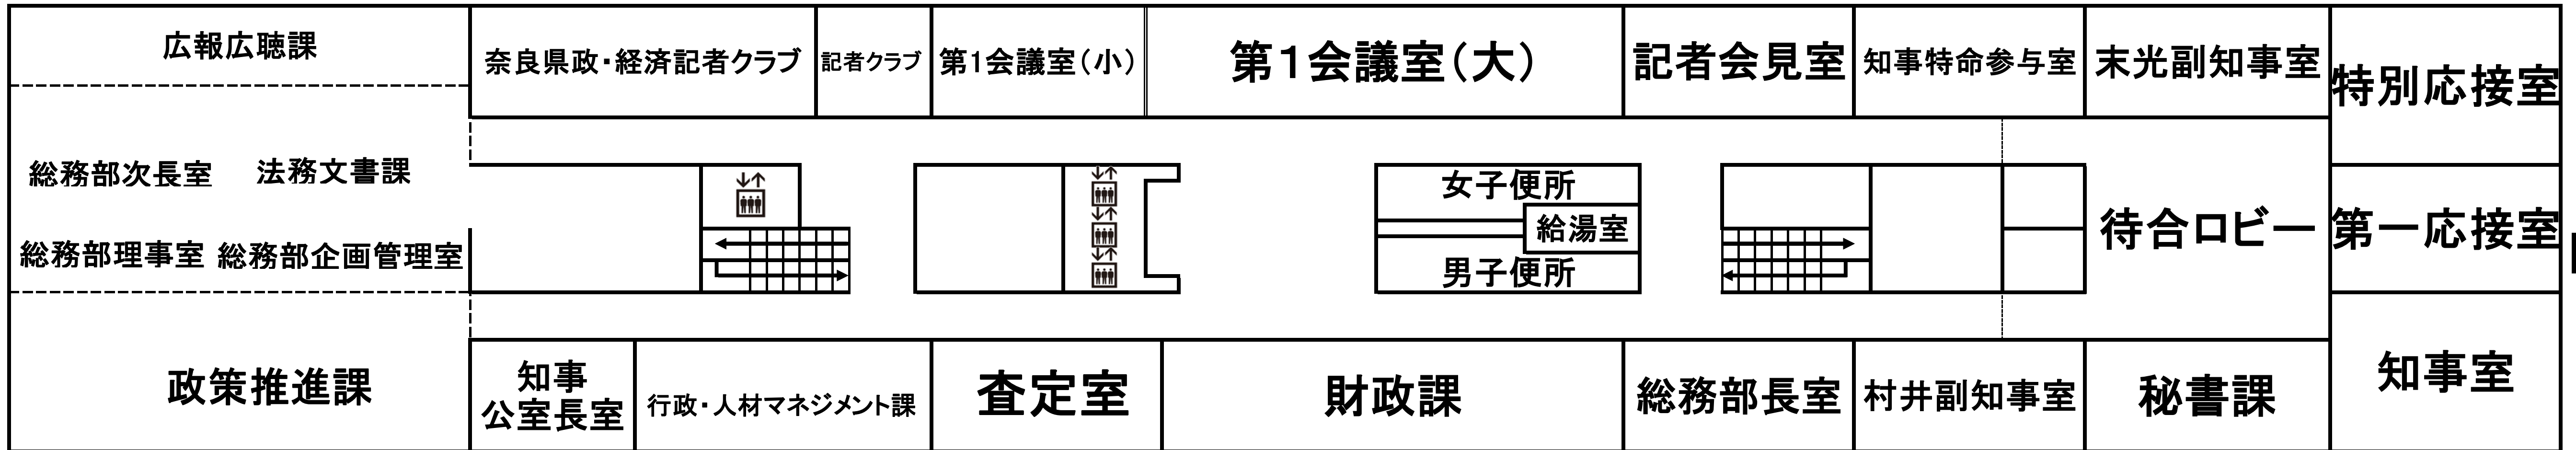 広報広聴課
奈良県政・経済記者クラブ
記者クラブ
第1会議室(小)
第1会議室(大)
記者会見室
知事特命参与室
末光副知事室
特別応接室
総務部次長室
法務文書課
総務部理事室
総務部企画管理室
女子便所
給湯室
男子便所
待合ロビー
第一応接室
政策推進課
知事
公室長室
行政・人材マネジメント課
査定室
財政課
総務部長室
村井副知事室
秘書課
知事室